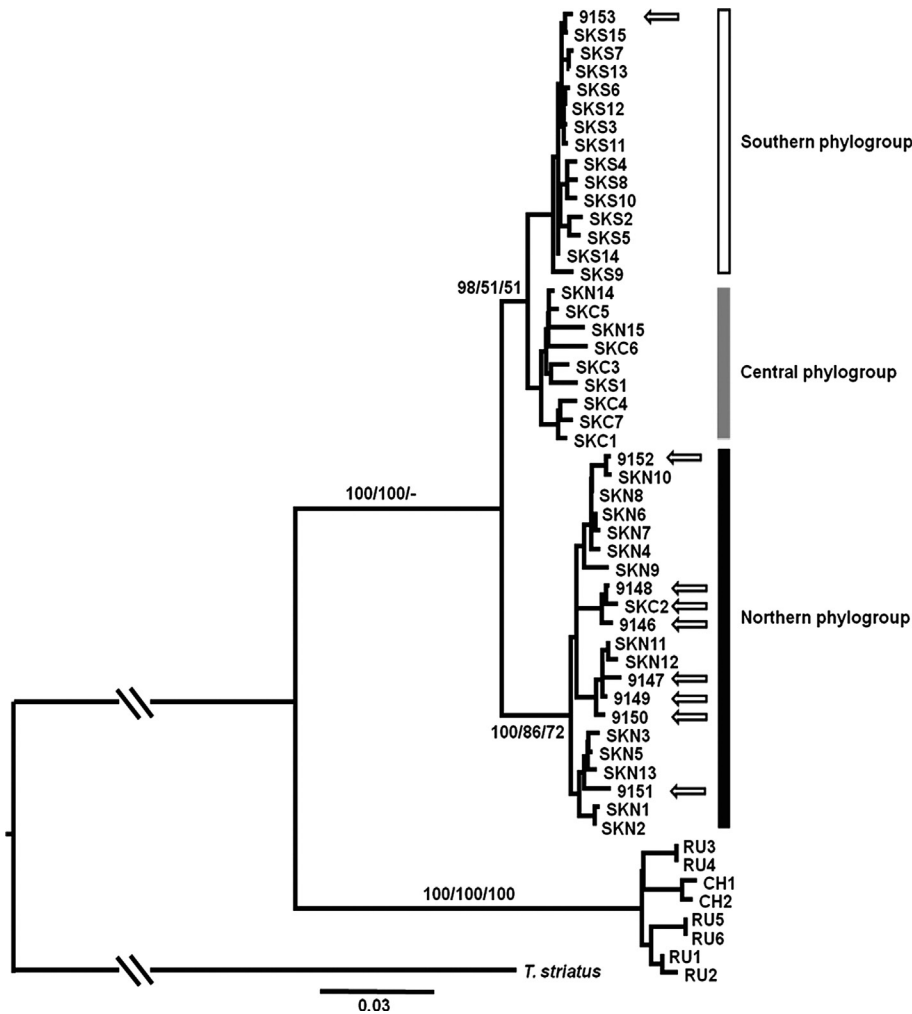 9153
SKS15
SKS7
SKS13
SKS6
SKS12
SKS3
SKS11
Southern phylogroup
SKS4
SKS8
SKS10
SKS2
SKS5
SKS14
SKS9
98/51/51
SKN14
SKC5
SKN15
SKC6
SKC3
Central phylogroup
SKS1
SKC4
SKC7
SKC1
9152
SKN10
100/100/-
SKN8
SKN6
SKN7
SKN4
SKN9
9148
SKC2
Northern phylogroup
9146
SKN11
SKN12
9147
9149
9150
100/86/72
SKN3
SKN5
SKN13
9151
SKN1
SKN2
RU3
RU4
CH1
100/100/100
CH2
RU5
RU6
RU1
RU2
T. striatus
0.03